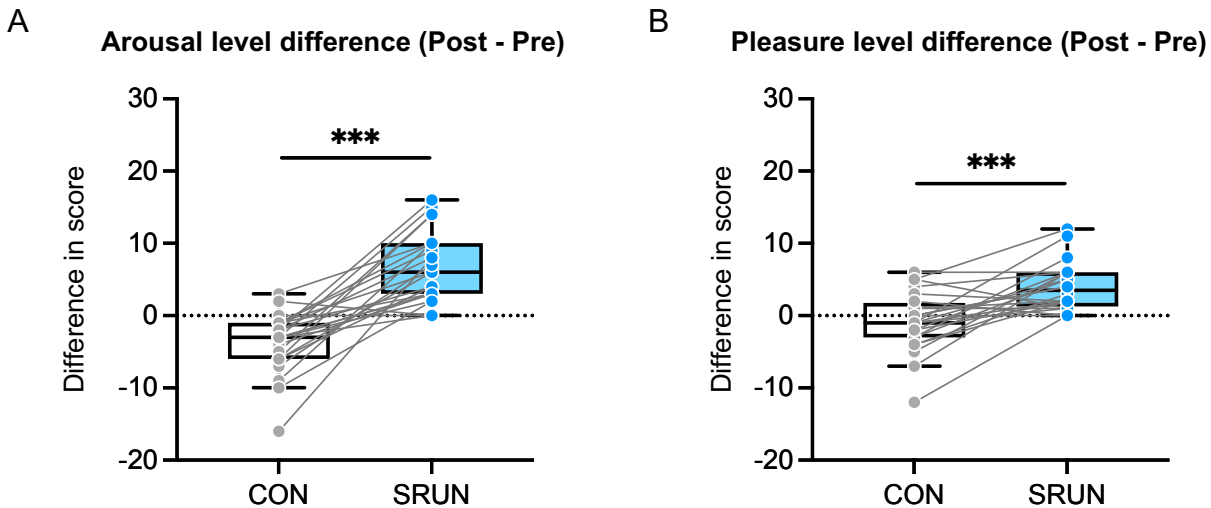 A
Arousal level difference (Post - Pre)
Difference in score
30
20
10
0
-10
-20
***
CON
SRUN
B
Pleasure level difference (Post - Pre)
Difference in score
30
20
10
0
-10
-20
***
CON
SRUN